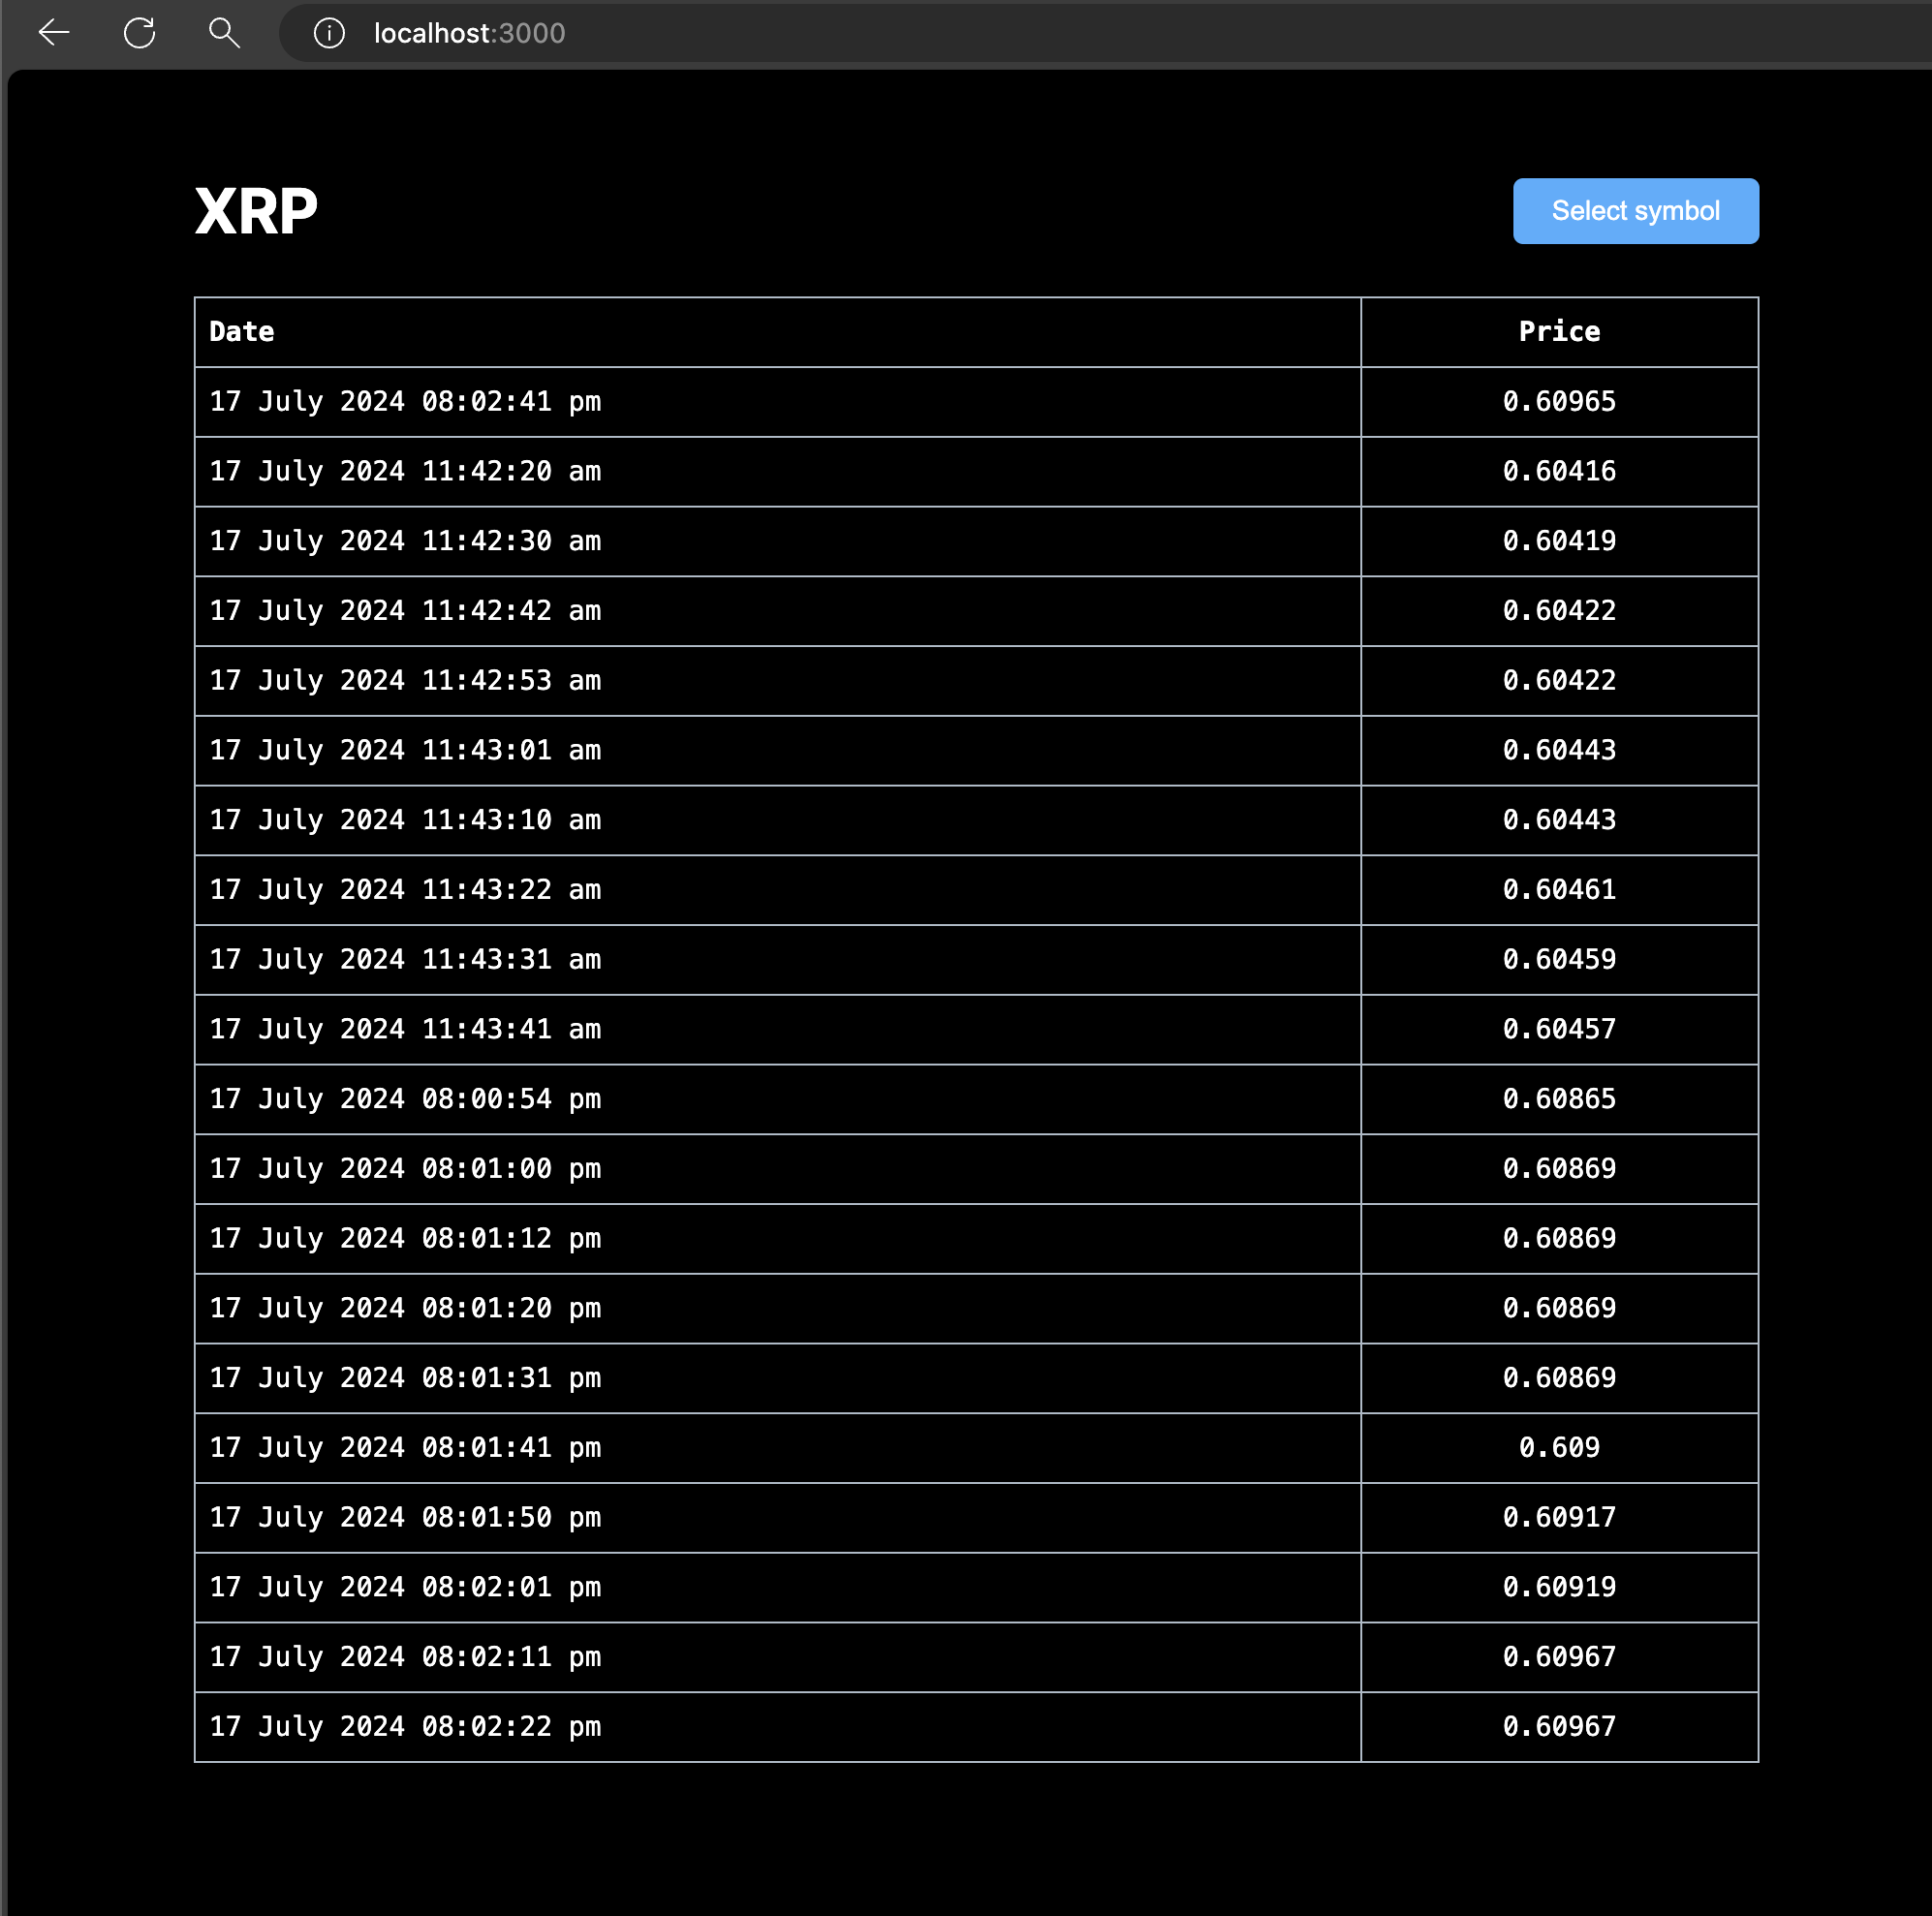 localhost:3000
XRP
Select symbol
Date Price
17 July 2024 08:02:41 pm 0.60965
17 July 2024 11:42:20 am 0.60416
17 July 2024 11:42:30 am 0.60419
17 July 2024 11:42:42 am 0.60422
17 July 2024 11:42:53 am 0.60422
17 July 2024 11:43:01 am 0.60443
17 July 2024 11:43:10 am 0.60443
17 July 2024 11:43:22 am 0.60461
17 July 2024 11:43:31 am 0.60459
17 July 2024 11:43:41 am 0.60457
17 July 2024 08:00:54 pm 0.60865
17 July 2024 08:01:00 pm 0.60869
17 July 2024 08:01:12 pm 0.60869
17 July 2024 08:01:20 pm 0.60869
17 July 2024 08:01:31 pm 0.60869
17 July 2024 08:01:41 pm 0.609
17 July 2024 08:01:50 pm 0.60917
17 July 2024 08:02:01 pm 0.60919
17 July 2024 08:02:11 pm 0.60967
17 July 2024 08:02:22 pm 0.60967